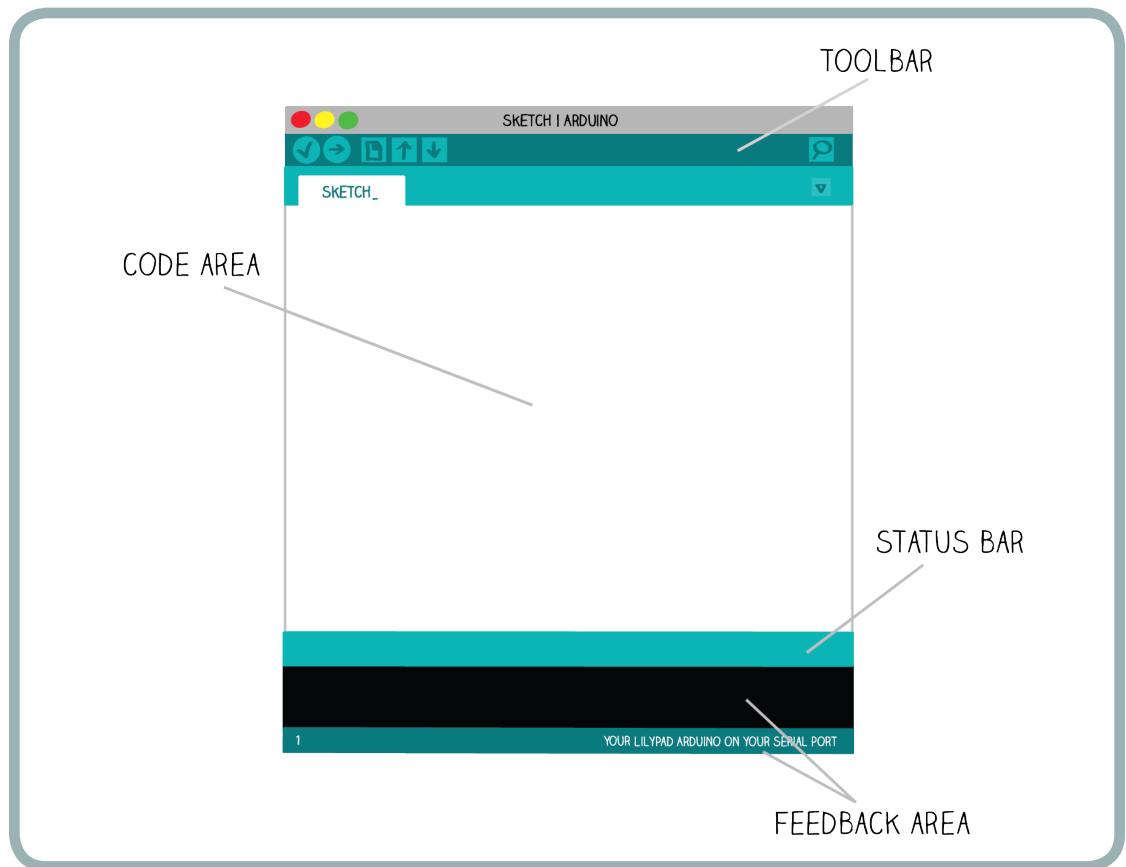 TOOLBAR
SKETCH | ARDUINO
SKETCH_
CODE AREA
STATUS BAR
1
YOUR LILYPAD ARDUINO ON YOUR SERIAL PORT
FEEDBACK AREA